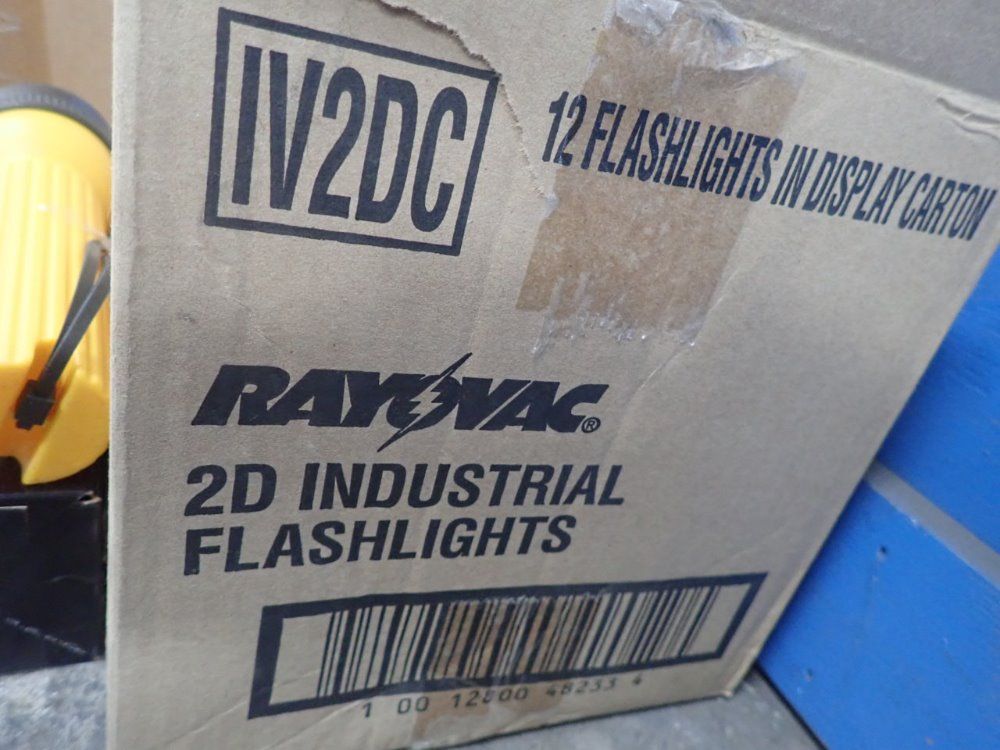 IV2DC
12 FLASHLIGHTS IN DISPLAY CARTON
RAYOVAC®
2D INDUSTRIAL
FLASHLIGHTS
1 00 12800 48233 4